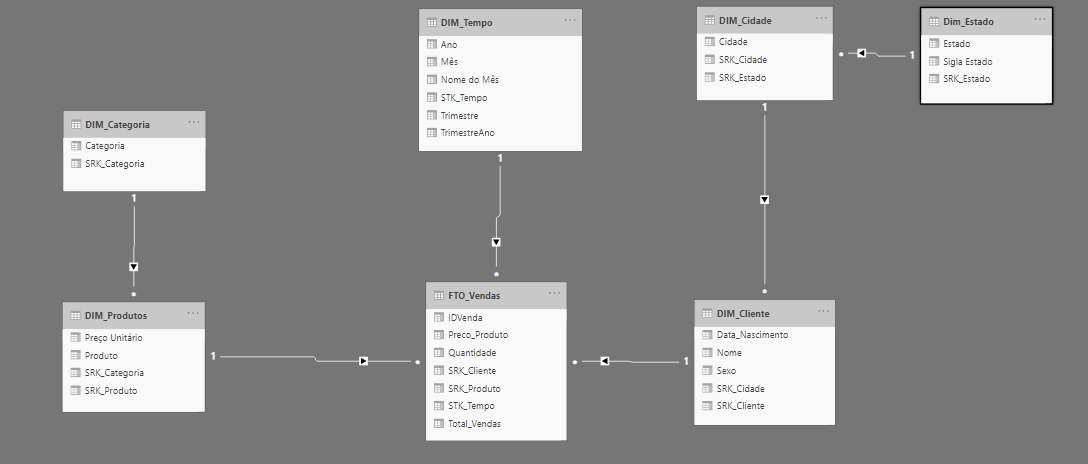 DIM_Tempo
Ano
Mês
Nome do Mês
STK_Tempo
Trimestre
TrimestreAno
1
*
DIM_Cidade
Cidade
SRK_Cidade
SRK_Estado
1
*
* 1
Dim_Estado
Estado
Sigla Estado
SRK_Estado
DIM_Categoria
Categoria
SRK_Categoria
1
*
DIM_Produtos
Preço Unitário
Produto
SRK_Categoria
SRK_Produto
1 *
FTO_Vendas
IDVenda
Preco_Produto
Quantidade
SRK_Cliente
SRK_Produto
STK_Tempo
Total_Vendas
* 1
DIM_Cliente
Data_Nascimento
Nome
Sexo
SRK_Cidade
SRK_Cliente